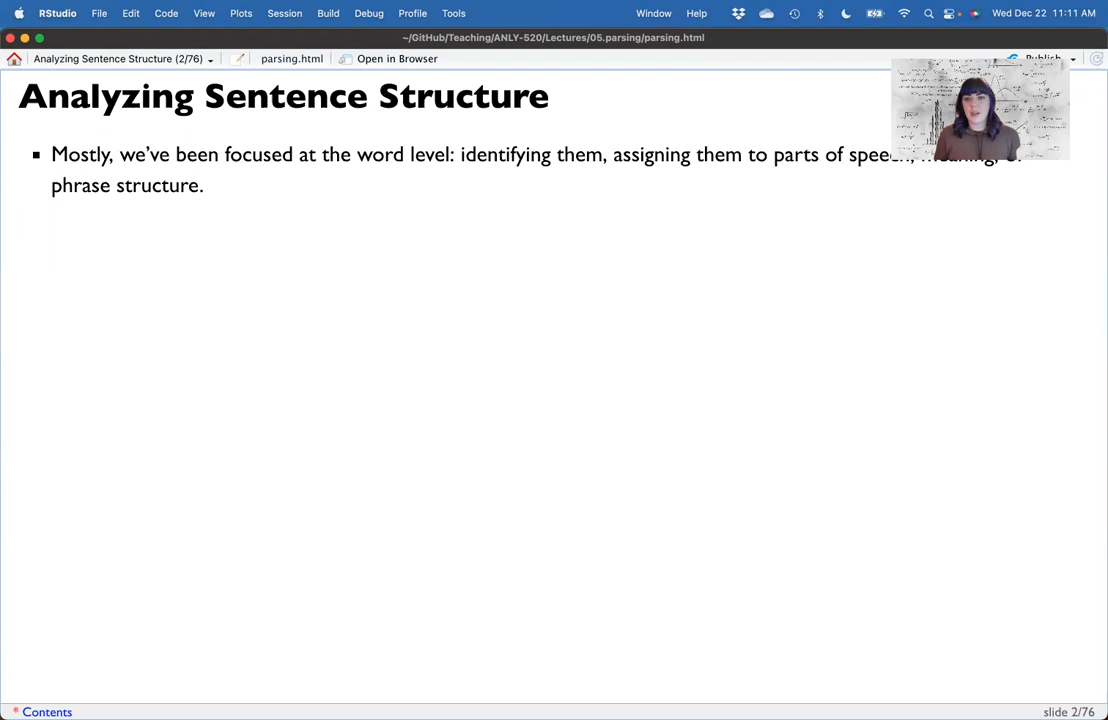 RStudio File Edit Code View Plots Session Build Debug Profile Tools Window Help Wed Dec 22 11:11 AM
~/GitHub/Teaching/ANLY-520/Lectures/05.parsing/parsing.html
Analyzing Sentence Structure (2/76) parsing.html Open in Browser Publish
Analyzing Sentence Structure
Mostly, we've been focused at the word level: identifying them, assigning them to parts of speech,
phrase structure.
* Contents slide 2/76